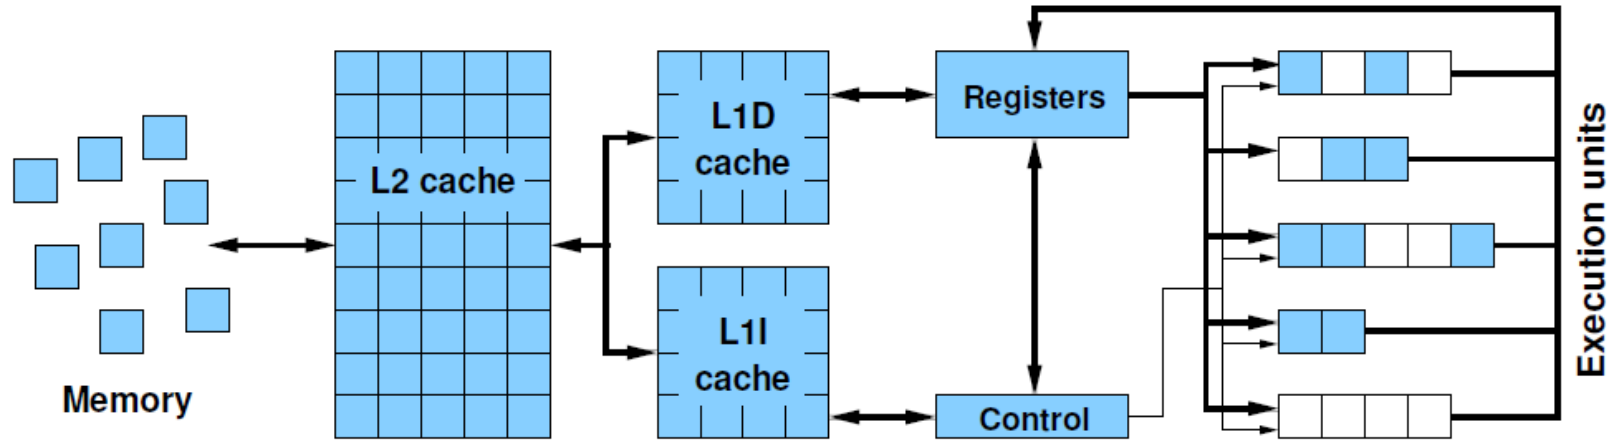 Memory
L2 cache
L1D
cache
L1I
cache
Registers
Control
Execution units